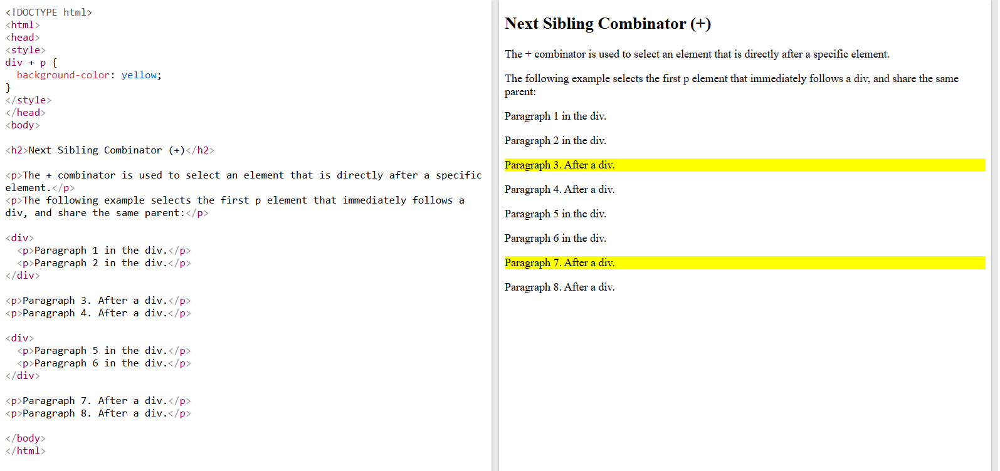 <!DOCTYPE html>
<html>
<head>
<style>
div + p {
  background-color: yellow;
}
</style>
</head>
<body>

<h2>Next Sibling Combinator (+)</h2>

<p>The + combinator is used to select an element that is directly after a specific
element.</p>
<p>The following example selects the first p element that immediately follows a
div, and share the same parent:</p>

<div>
  <p>Paragraph 1 in the div.</p>
  <p>Paragraph 2 in the div.</p>
</div>

<p>Paragraph 3. After a div.</p>
<p>Paragraph 4. After a div.</p>

<div>
  <p>Paragraph 5 in the div.</p>
  <p>Paragraph 6 in the div.</p>
</div>

<p>Paragraph 7. After a div.</p>
<p>Paragraph 8. After a div.</p>

</body>
</html>
Next Sibling Combinator (+)
The + combinator is used to select an element that is directly after a specific element.
The following example selects the first p element that immediately follows a div, and share the same
parent:
Paragraph 1 in the div.
Paragraph 2 in the div.
Paragraph 3. After a div.
Paragraph 4. After a div.
Paragraph 5 in the div.
Paragraph 6 in the div.
Paragraph 7. After a div.
Paragraph 8. After a div.